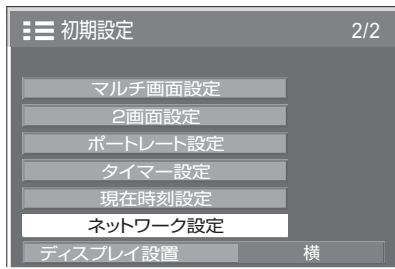 初期設定 2/2
マルチ画面設定
2画面設定
ポートレート設定
タイマー設定
現在時刻設定
ネットワーク設定
ディスプレイ設置 横